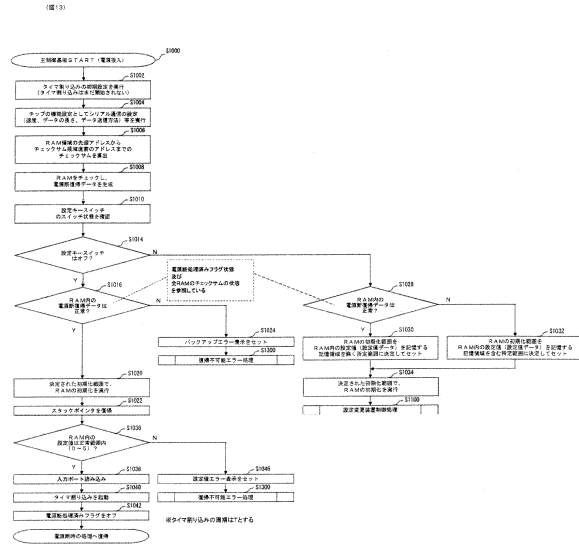 (図13)
S1000
主制御基板START(電源投入)
S1002
タイマ割り込みの初期設定を実行
(タイマ割り込みはまだ開始されない)
S1004
チップの機能設定としてシリアル通信の設定
(速度、データの長さ、データ送信方法)等を実行
S1006
RAM領域の先頭アドレスから
チェックサム領域直前のアドレスまでの
チェックサムを算出
S1008
RAMをチェックし、
電源断復帰データを生成
S1010
設定キースイッチ
のスイッチ状態を確認
S1014
設定キースイッチ
はオフ?
N
Y
S1016
RAM内の
電源断復帰データは
正常?
N
Y
電源断処理済みフラグ状態
及び
全RAMのチェックサムの状態
を参照している
S1028
RAM内の
電源断復帰データは
正常?
N
Y
S1024
バックアップエラー表示をセット
S1300
復帰不可能エラー処理
S1030
RAMの初期化範囲を
RAM内の設定値(設定値データ)を記憶する
記憶領域を除く所定範囲に決定してセット
S1032
RAMの初期化範囲を
RAM内の設定値(設定値データ)を記憶する
記憶領域を含む特定範囲に決定してセット
S1020
決定された初期化範囲で、
RAMの初期化を実行
S1034
決定された初期化範囲で、
RAMの初期化を実行
S1022
スタックポインタを復帰
S1100
設定変更装置制御処理
S1036
RAM内の
設定値は正常範囲内
(0~5)?
N
Y
S1038
入力ポート読み込み
S1046
設定値エラー表示をセット
S1040
タイマ割り込みを起動
S1300
復帰不可能エラー処理
S1042
電源断処理済みフラグをオフ
※タイマ割り込みの周期はTとする
電源断時の処理へ復帰